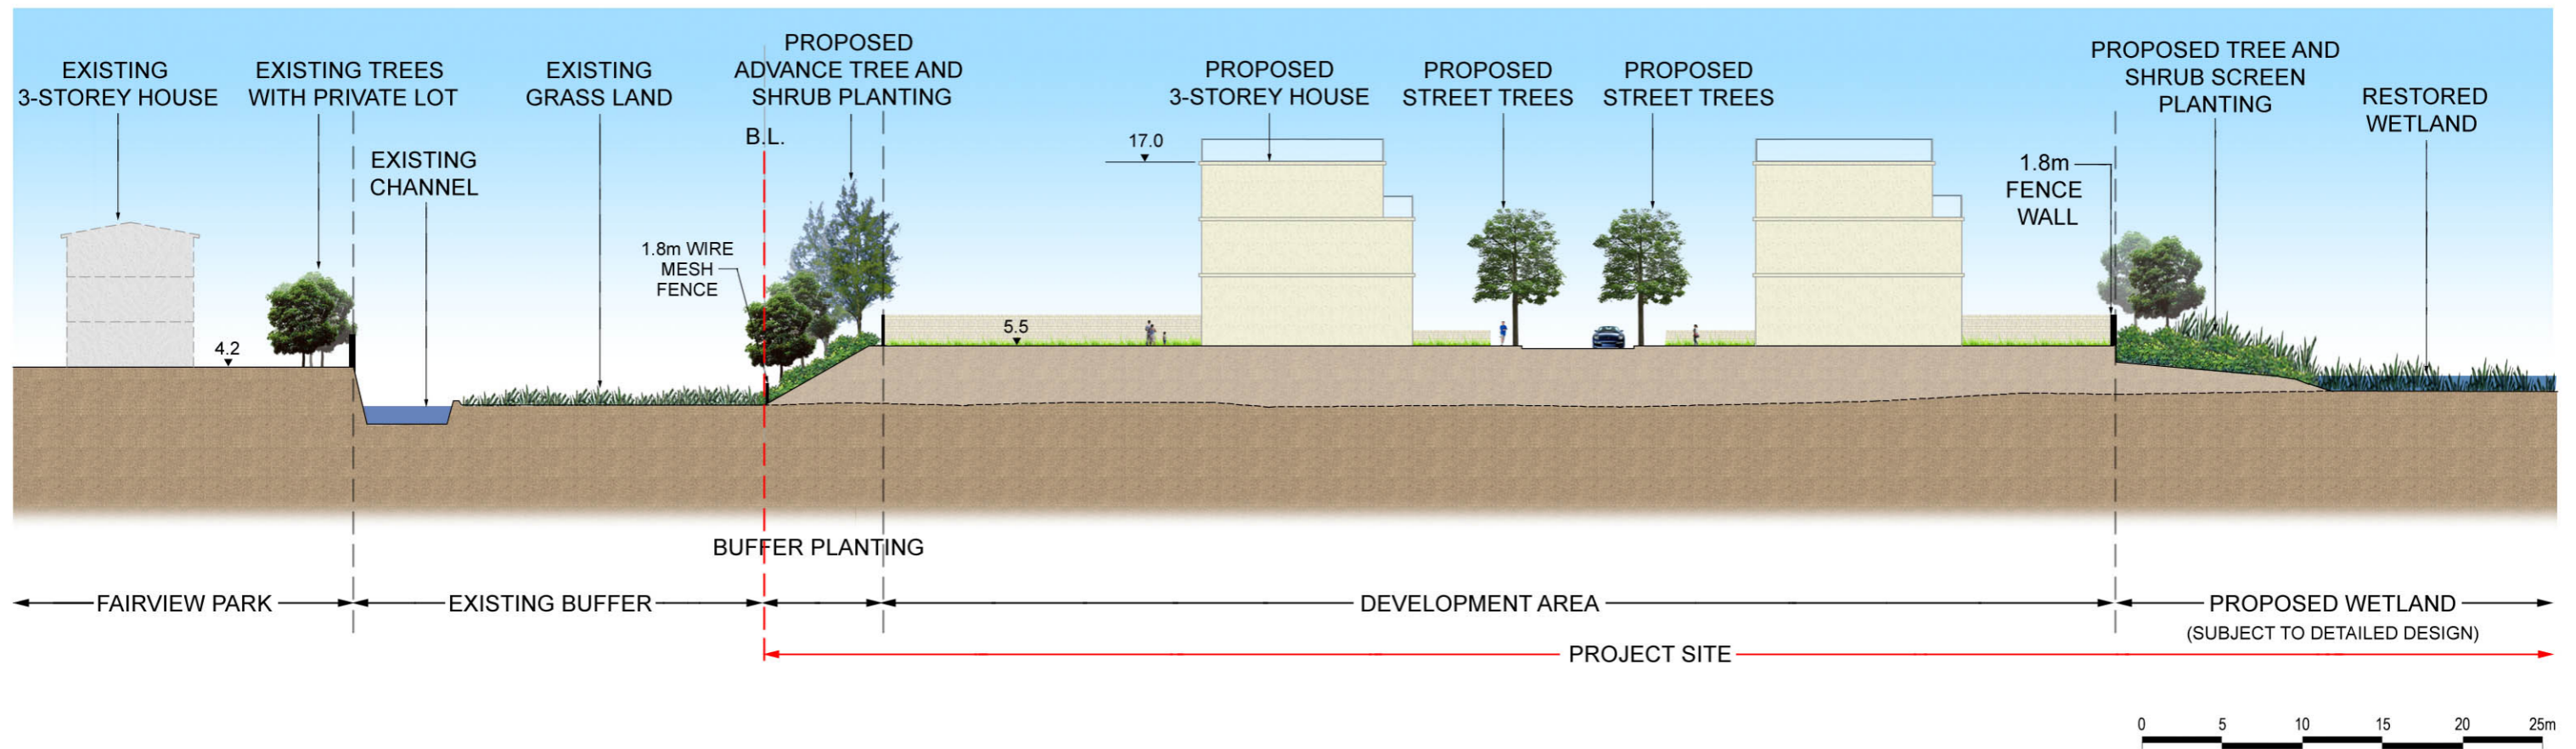 EXISTING
3-STOREY HOUSE
EXISTING TREES
WITH PRIVATE LOT
EXISTING
CHANNEL
EXISTING
GRASS LAND
PROPOSED
ADVANCE TREE AND
SHRUB PLANTING
B.L.
1.8m WIRE
MESH
FENCE
PROPOSED
3-STOREY HOUSE
17.0
PROPOSED
STREET TREES
PROPOSED
STREET TREES
PROPOSED TREE AND
SHRUB SCREEN
PLANTING
1.8m
FENCE
WALL
RESTORED
WETLAND
4.2
5.5
BUFFER PLANTING
FAIRVIEW PARK
EXISTING BUFFER
DEVELOPMENT AREA
PROPOSED WETLAND
(SUBJECT TO DETAILED DESIGN)
PROJECT SITE
0 5 10 15 20 25m